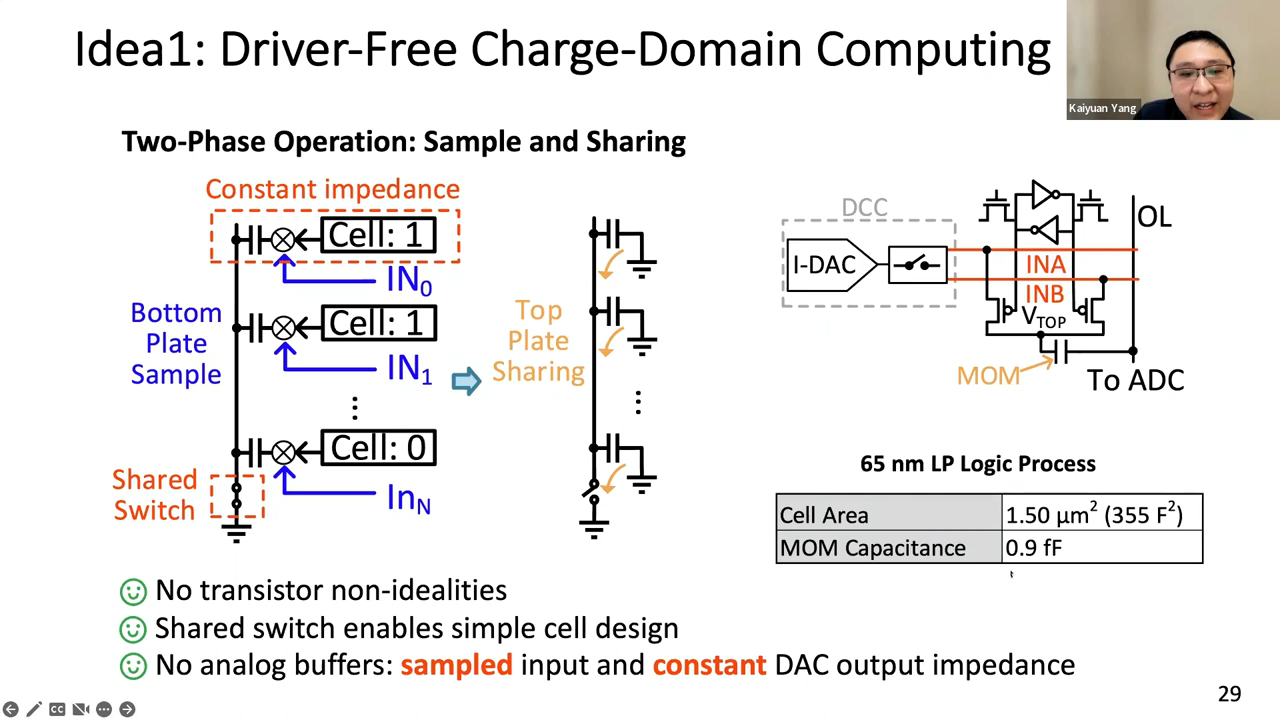 Idea1: Driver-Free Charge-Domain Computing
Kaiyuan Yang
Two-Phase Operation: Sample and Sharing
Constant impedance
Cell: 1
IN0
Bottom
Plate
Sample
Cell: 1
IN1
⋮
Cell: 0
InN
Shared
Switch
Top
Plate
Sharing
⋮
DCC
I-DAC
OL
INA
INB
VTOP
MOM
To ADC
65 nm LP Logic Process
Cell Area 1.50 µm² (355 F²)
MOM Capacitance 0.9 fF
No transistor non-idealities
Shared switch enables simple cell design
No analog buffers: sampled input and constant DAC output impedance
29
CC